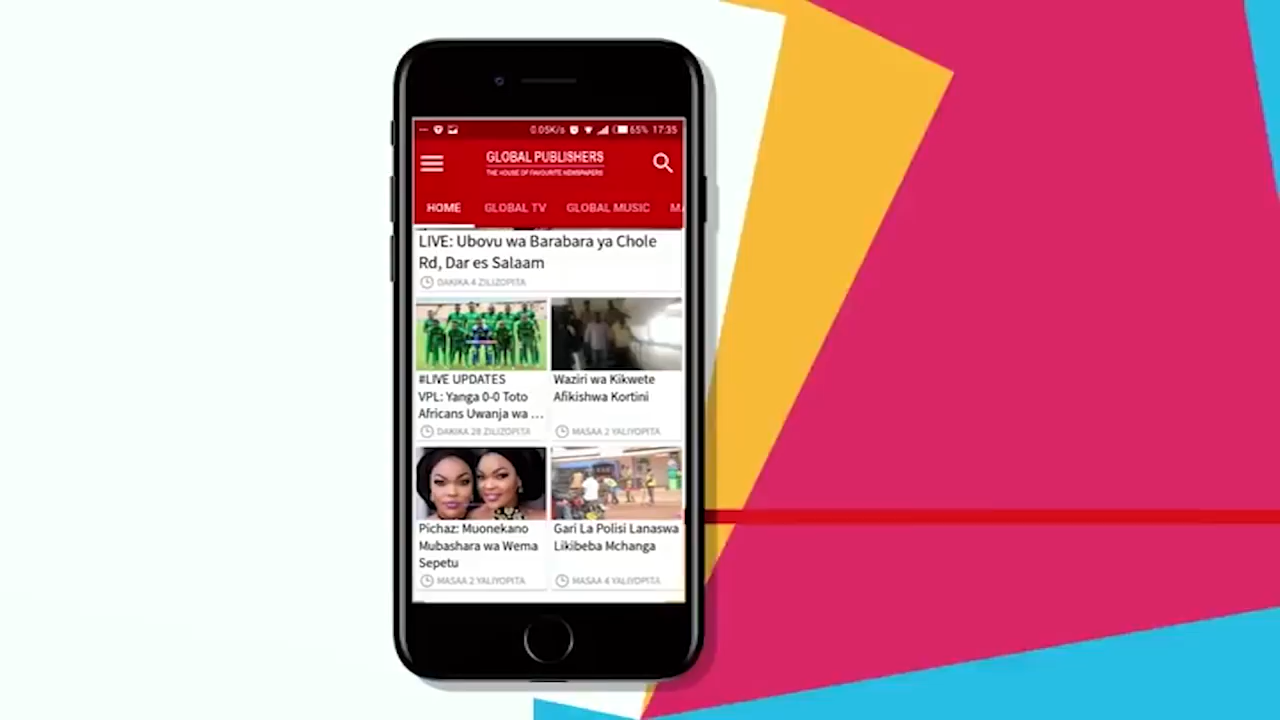 0.05K/s 65% 17:35
GLOBAL PUBLISHERS
THE HOUSE OF FAVOURITE NEWSPAPERS
HOME GLOBAL TV GLOBAL MUSIC MA
LIVE: Ubovu wa Barabara ya Chole
Rd, Dar es Salaam
DAKIKA 4 ZILIZOPITA
#LIVE UPDATES
VPL: Yanga 0-0 Toto
Africans Uwanja wa ...
DAKIKA 28 ZILIZOPITA
Waziri wa Kikwete
Afikishwa Kortini
MASAA 2 YALIYOPITA
Pichaz: Muonekano
Mubashara wa Wema
Sepetu
MASAA 2 YALIYOPITA
Gari La Polisi Lanaswa
Likibeba Mchanga
MASAA 4 YALIYOPITA